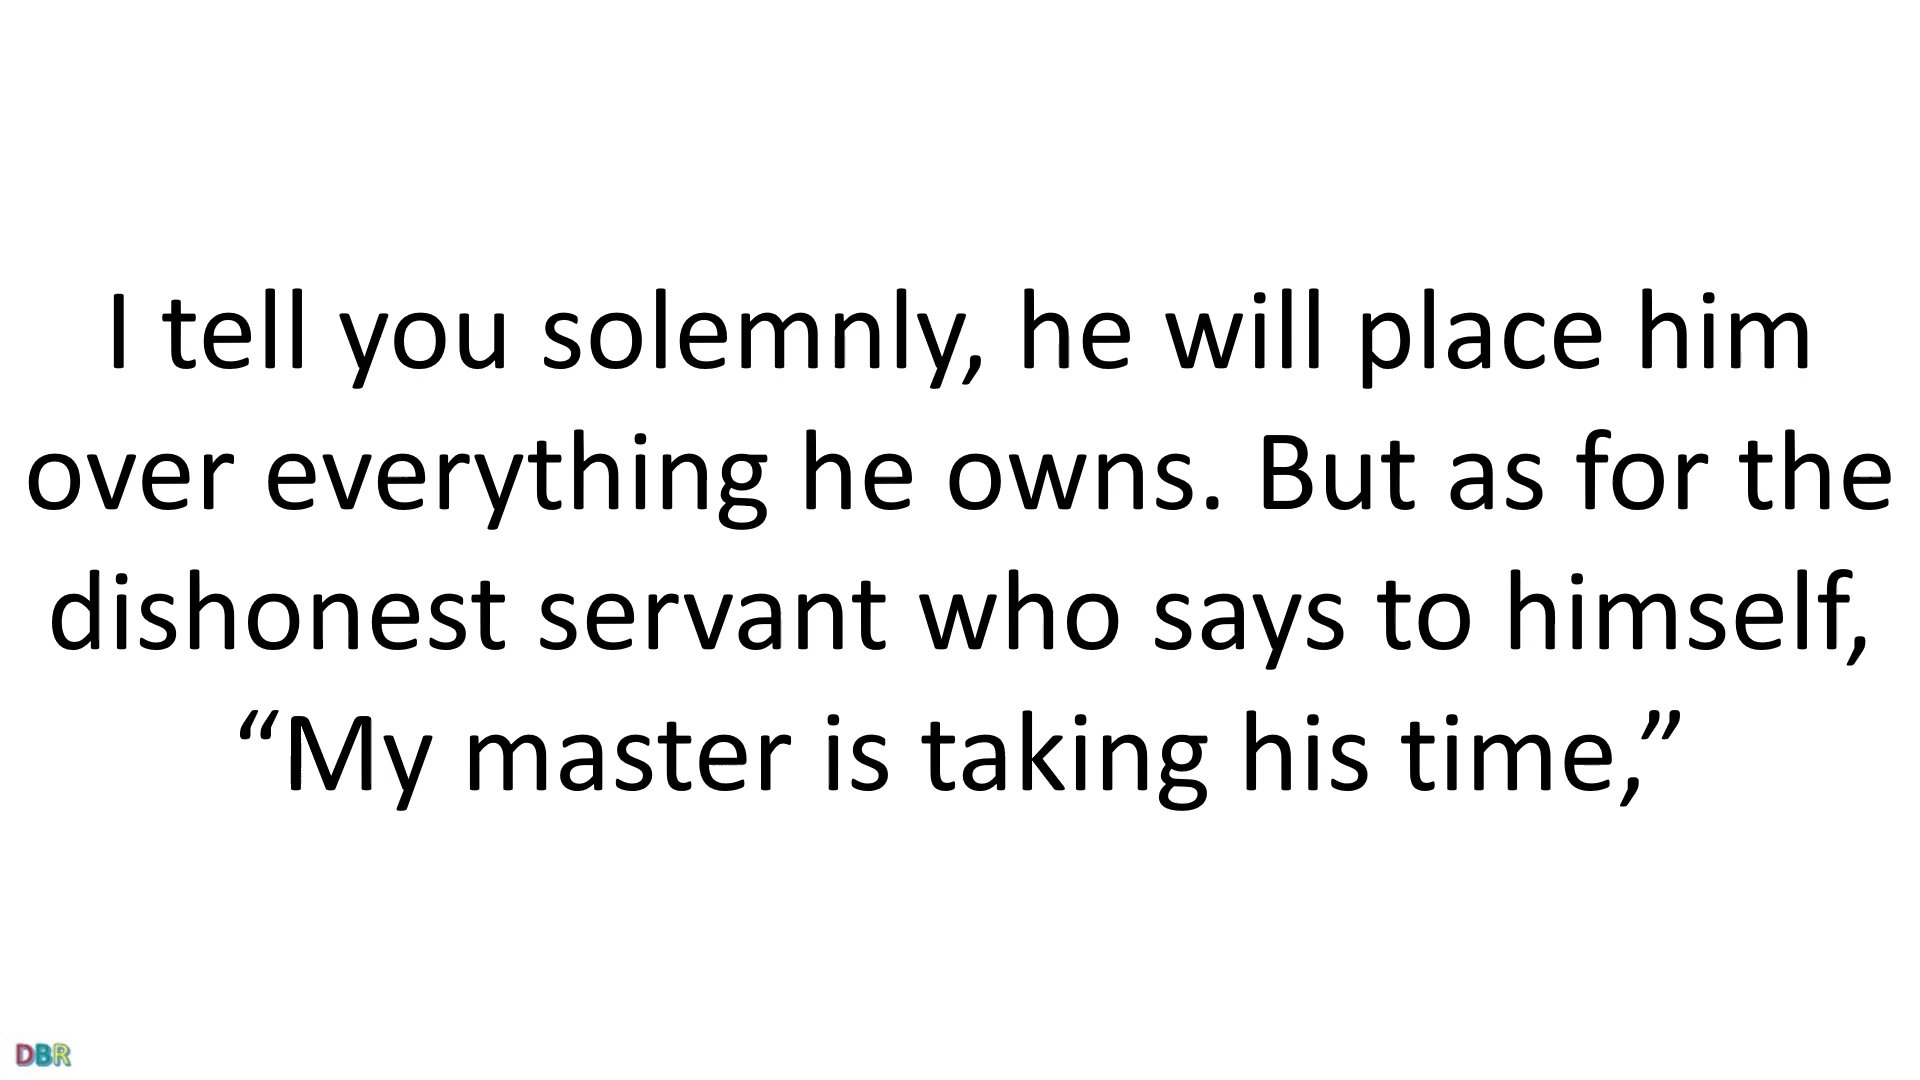 I tell you solemnly, he will place him
over everything he owns. But as for the
dishonest servant who says to himself,
“My master is taking his time,”
DBR